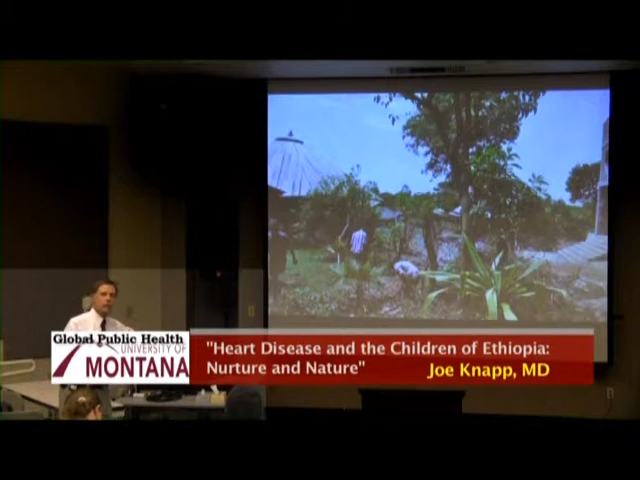 Global Public Health
UNIVERSITY OF
MONTANA
"Heart Disease and the Children of Ethiopia:
Nurture and Nature"
Joe Knapp, MD